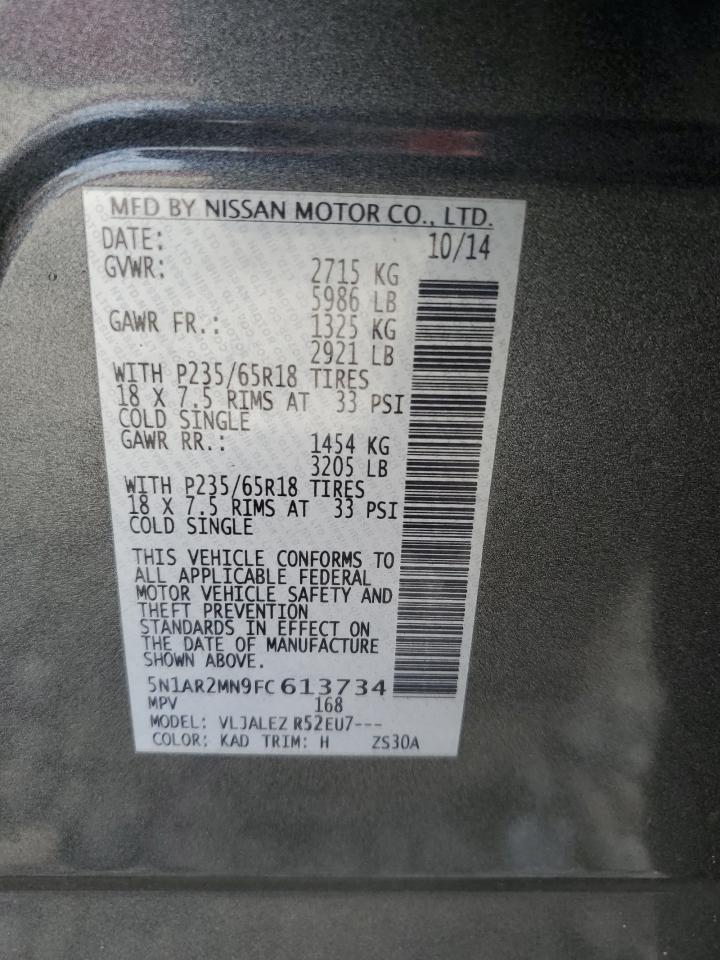 MFD BY NISSAN MOTOR CO., LTD.
DATE: 10/14
GVWR: 2715 KG
5986 LB
GAWR FR.: 1325 KG
2921 LB
WITH P235/65R18 TIRES
18 X 7.5 RIMS AT 33 PSI
COLD SINGLE
GAWR RR.: 1454 KG
3205 LB
WITH P235/65R18 TIRES
18 X 7.5 RIMS AT 33 PSI
COLD SINGLE
THIS VEHICLE CONFORMS TO
ALL APPLICABLE FEDERAL
MOTOR VEHICLE SAFETY AND
THEFT PREVENTION
STANDARDS IN EFFECT ON
THE DATE OF MANUFACTURE
SHOWN ABOVE.
5N1AR2MN9FC613734
MPV 168
MODEL: VLJALEZ R52EU7---
COLOR: KAD TRIM: H ZS30A